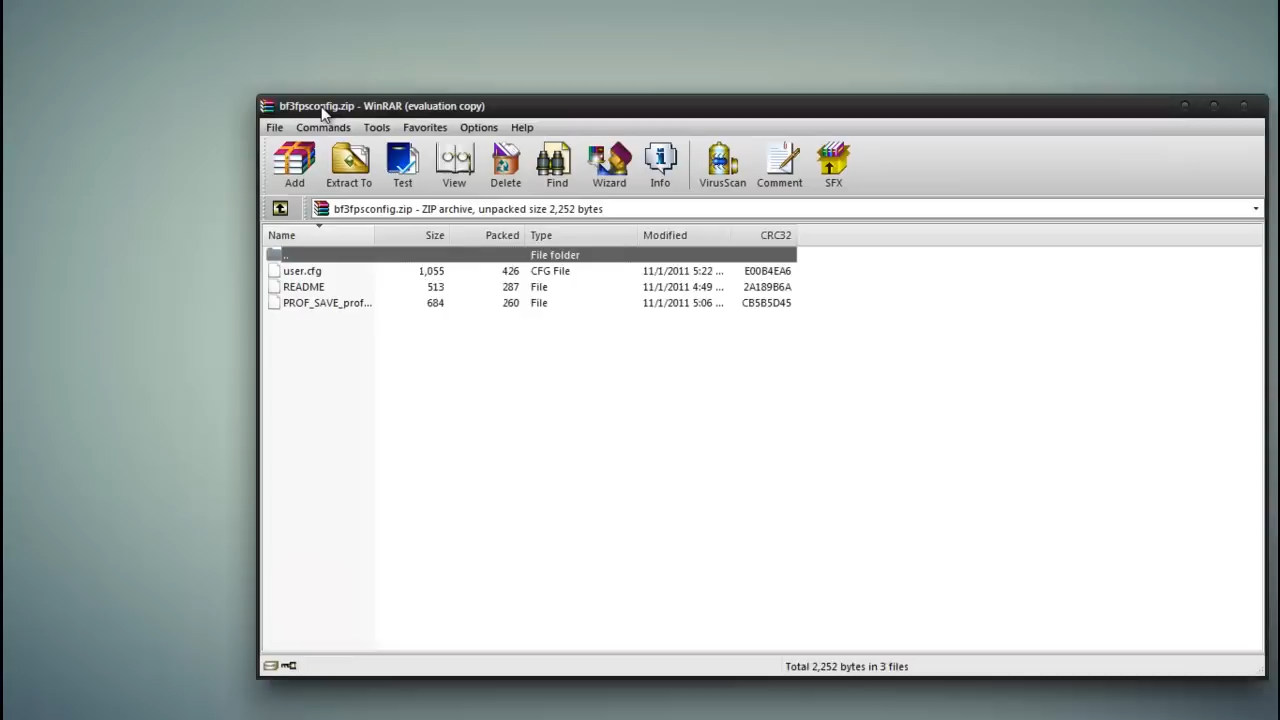 bf3fpsconfig.zip - WinRAR (evaluation copy)
File Commands Tools Favorites Options Help
Add Extract To Test View Delete Find Wizard Info VirusScan Comment SFX
bf3fpsconfig.zip - ZIP archive, unpacked size 2,252 bytes
Name Size Packed Type Modified CRC32
.. File folder
user.cfg 1,055 426 CFG File 11/1/2011 5:22 ... E00B4EA6
README 513 287 File 11/1/2011 4:49 ... 2A189B6A
PROF_SAVE_prof... 684 260 File 11/1/2011 5:06 ... CB5B5D45
Total 2,252 bytes in 3 files